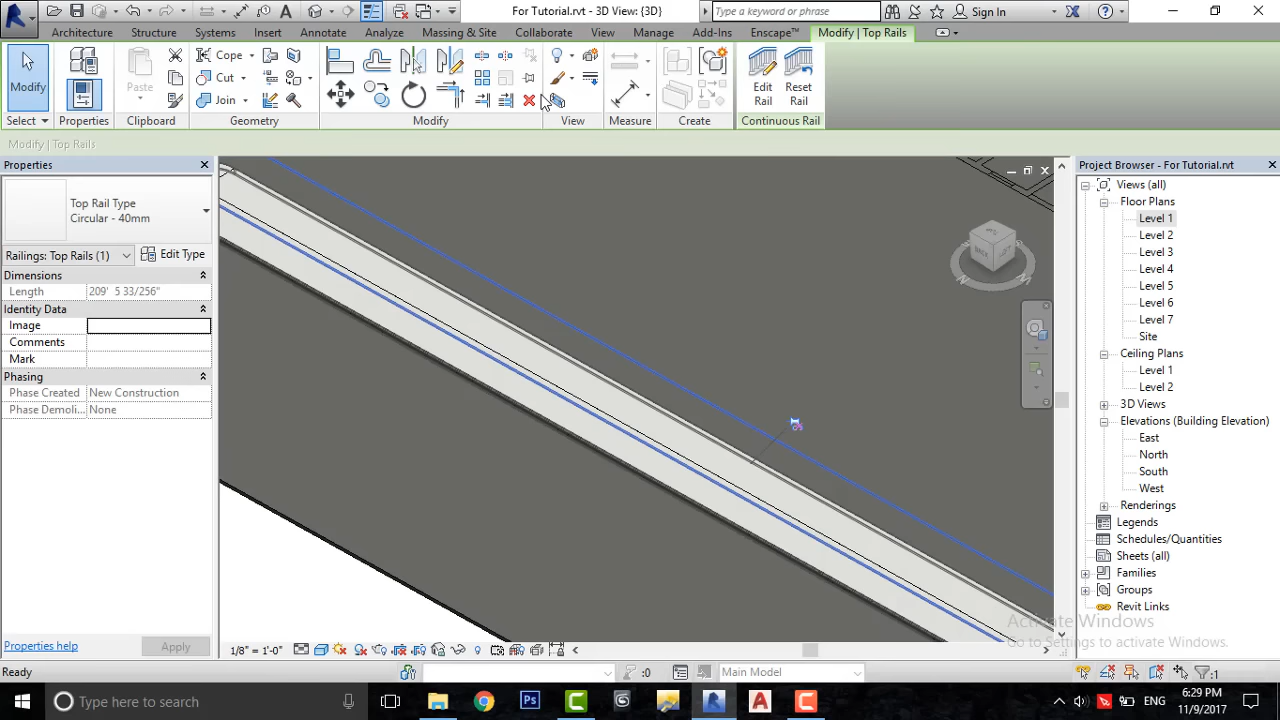 For Tutorial.rvt - 3D View: {3D}
Type a keyword or phrase
Sign In
Architecture
Structure
Systems
Insert
Annotate
Analyze
Massing & Site
Collaborate
View
Manage
Add-Ins
Enscape™
Modify | Top Rails
Modify
Paste
Cope
Cut
Join
Edit
Rail
Reset
Rail
Select
Properties
Clipboard
Geometry
Modify
View
Measure
Create
Continuous Rail
Modify | Top Rails
Properties
Top Rail Type
Circular - 40mm
Railings: Top Rails (1)
Edit Type
Dimensions
Length
209' 5 33/256"
Identity Data
Image
Comments
Mark
Phasing
Phase Created
New Construction
Phase Demoli...
None
Properties help
Apply
BACK
Project Browser - For Tutorial.rvt
Views (all)
Floor Plans
Level 1
Level 2
Level 3
Level 4
Level 5
Level 6
Level 7
Site
Ceiling Plans
Level 1
Level 2
3D Views
Elevations (Building Elevation)
East
North
South
West
Renderings
Legends
Schedules/Quantities
Sheets (all)
Families
Groups
Revit Links
Activate Windows
Go to Settings to activate Windows.
1/8" = 1'-0"
Ready
:0
Main Model
:1
Type here to search
Ps
ENG
6:29 PM
11/9/2017